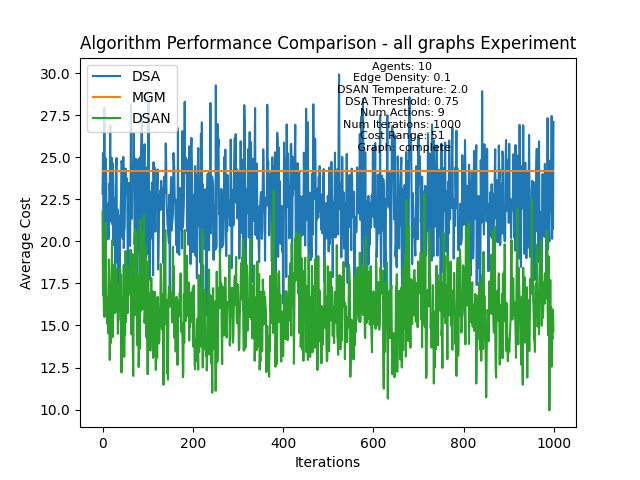 Algorithm Performance Comparison - all graphs Experiment
DSA
MGM
DSAN
Agents: 10
Edge Density: 0.1
DSAN Temperature: 2.0
DSA Threshold: 0.75
Num Actions: 9
Num Iterations: 1000
Cost Range: 51
Graph: complete
Average Cost
30.0
27.5
25.0
22.5
20.0
17.5
15.0
12.5
10.0
0 200 400 600 800 1000
Iterations